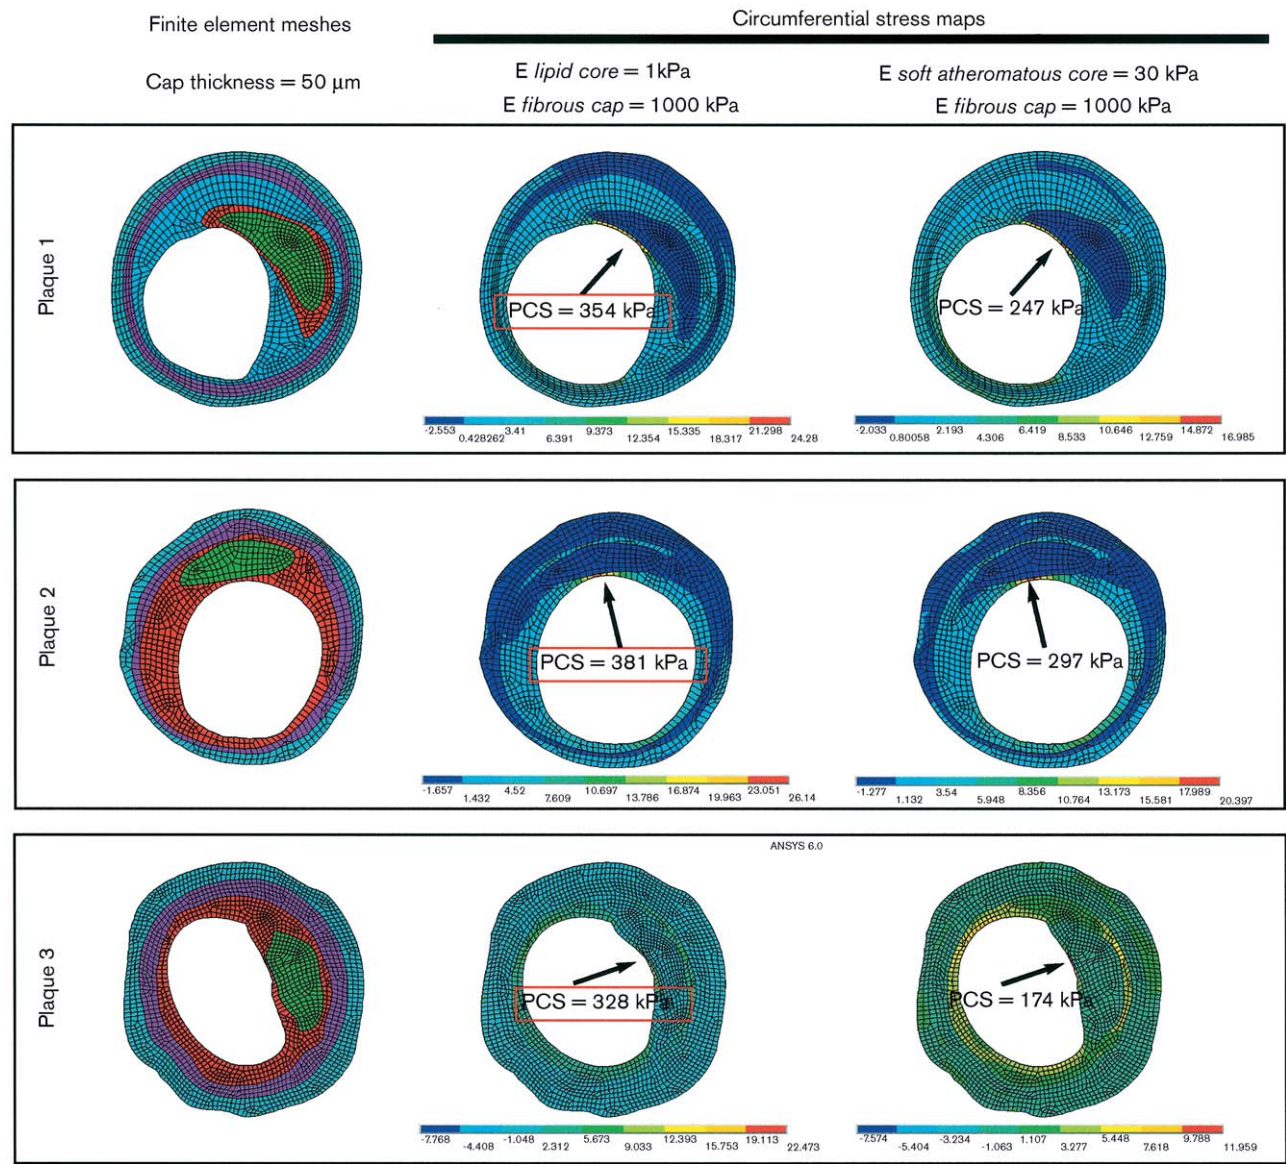 Finite element meshes
Circumferential stress maps
Cap thickness = 50 μm
E lipid core = 1kPa
E fibrous cap = 1000 kPa
E soft atheromatous core = 30 kPa
E fibrous cap = 1000 kPa
Plaque 1
PCS = 354 kPa
PCS = 247 kPa
-2.553 0.428262 3.41 6.391 9.373 12.354 15.335 18.317 21.298 24.28
-2.033 0.80058 2.193 4.306 6.419 8.533 10.646 12.759 14.872 16.985
Plaque 2
PCS = 381 kPa
PCS = 297 kPa
-1.657 1.432 4.52 7.609 10.697 13.786 16.874 19.963 23.051 26.14
-1.277 1.132 3.54 5.948 8.356 10.764 13.173 15.581 17.989 20.397
ANSYS 6.0
Plaque 3
PCS = 328 kPa
PCS = 174 kPa
-7.768 -4.408 -1.048 2.312 5.673 9.033 12.393 15.753 19.113 22.473
-7.574 -5.404 -3.234 -1.063 1.107 3.277 5.448 7.618 9.788 11.959